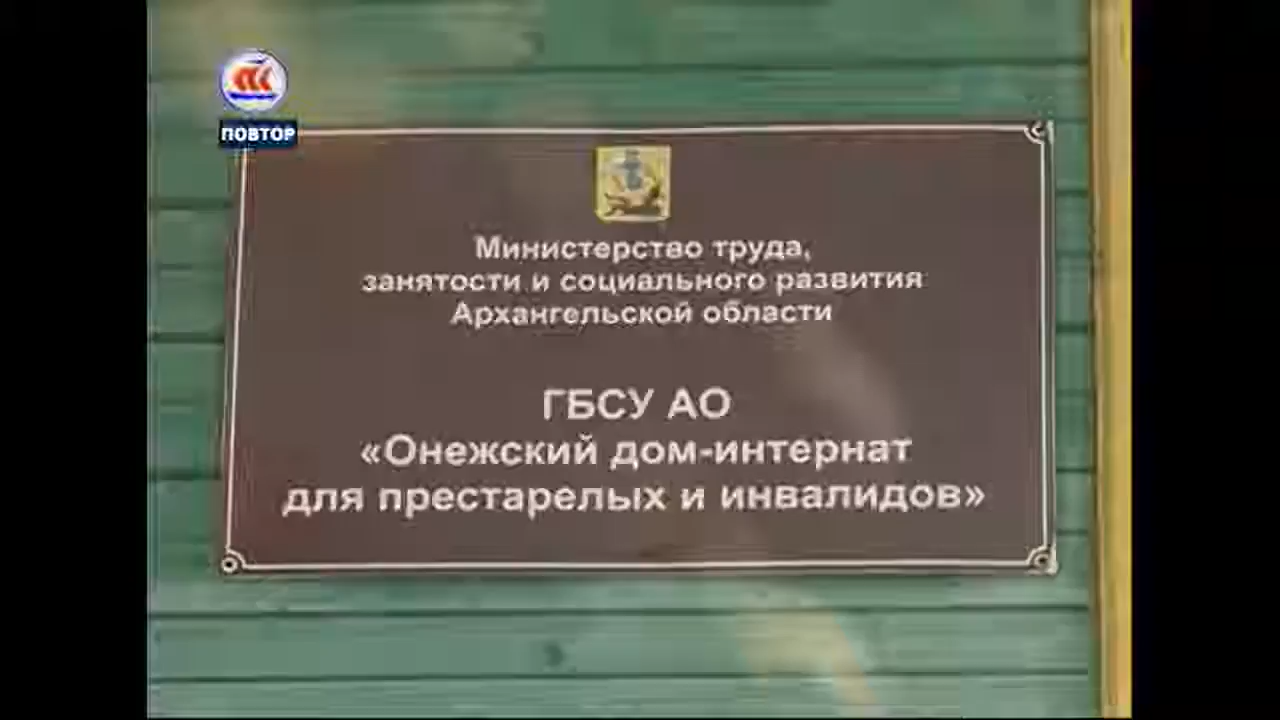 ПОВТОР
Министерство труда,
занятости и социального развития
Архангельской области
ГБСУ АО
«Онежский дом-интернат
для престарелых и инвалидов»